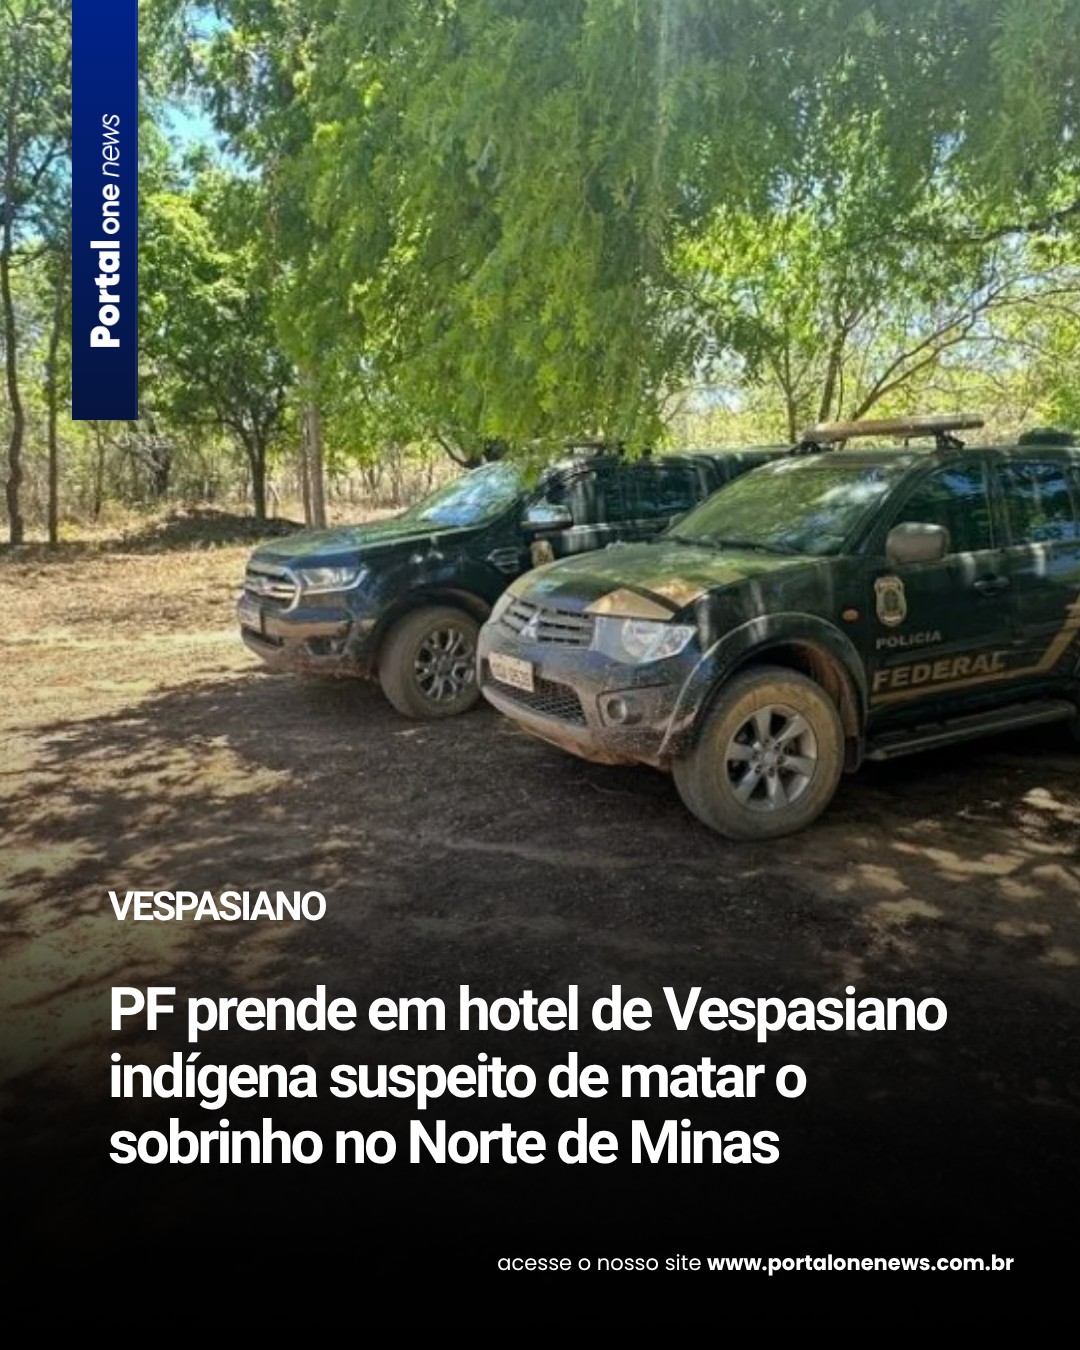 Portal one news
POLÍCIA
FEDERAL
VESPASIANO
PF prende em hotel de Vespasiano
indígena suspeito de matar o
sobrinho no Norte de Minas
acesse o nosso site www.portalonenews.com.br